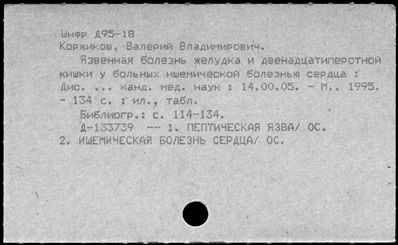 Шифр Д95-18
Коржиков, Валерий Владимирович.
Язвенная болезнь желудка и двенадцатиперстной
кишки у больных ишемической болезнью сердца :
Дис. ... канд. мед. наук : 14.00.05. - М., 1995.
- 134 с. : ил., табл.
Библиогр.: с. 114-134.
Д-133739 -- 1. ПЕПТИЧЕСКАЯ ЯЗВА/ ОС.
2. ИШЕМИЧЕСКАЯ БОЛЕЗНЬ СЕРДЦА/ ОС.